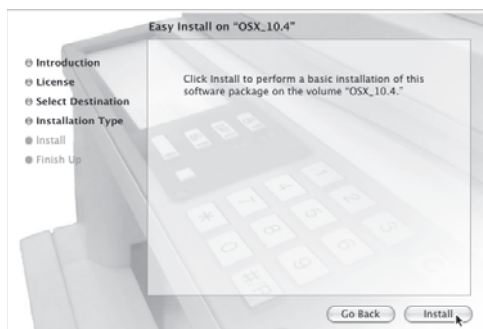 Easy Install on “OSX_10.4”
Introduction
License
Select Destination
Installation Type
Install
Finish Up
Click Install to perform a basic installation of this
software package on the volume “OSX_10.4.”
Go Back
Install